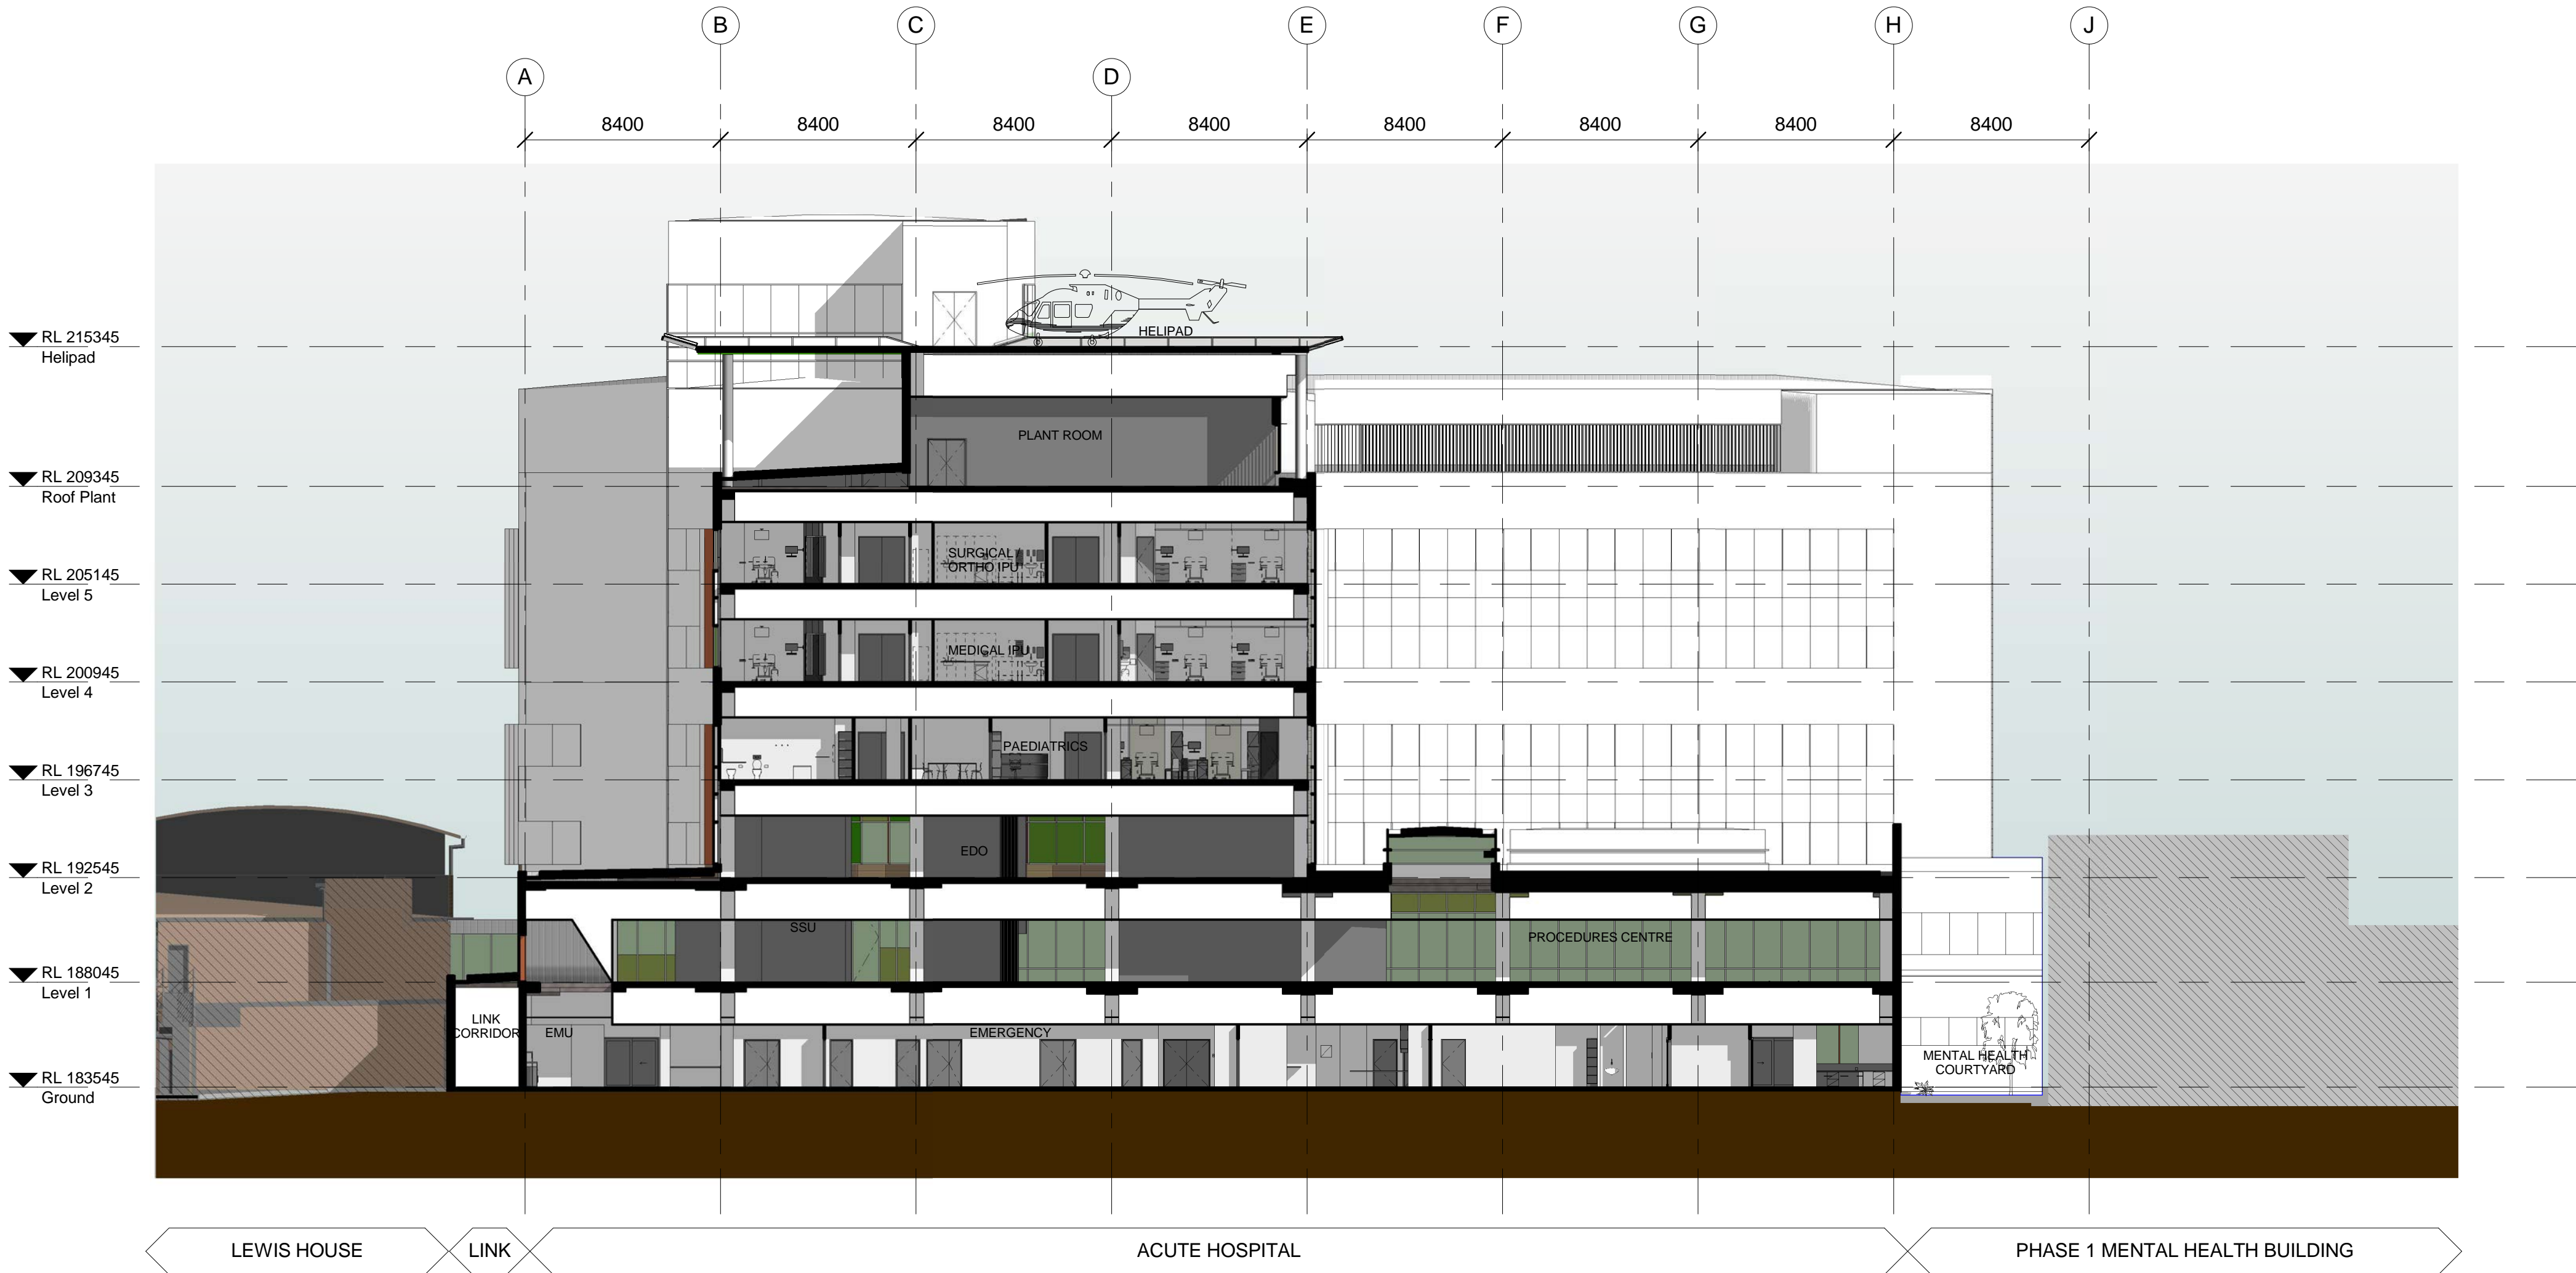 B
C
E
F
G
H
J
A
D
8400
8400
8400
8400
8400
8400
8400
8400
RL 215345
Helipad
HELIPAD
PLANT ROOM
RL 209345
Roof Plant
SURGICAL /
ORTHO IPU
RL 205145
Level 5
MEDICAL IPU
RL 200945
Level 4
PAEDIATRICS
RL 196745
Level 3
EDO
RL 192545
Level 2
SSU
PROCEDURES CENTRE
RL 188045
Level 1
LINK
CORRIDOR
EMU
EMERGENCY
MENTAL HEALTH
COURTYARD
RL 183545
Ground
LEWIS HOUSE
LINK
ACUTE HOSPITAL
PHASE 1 MENTAL HEALTH BUILDING